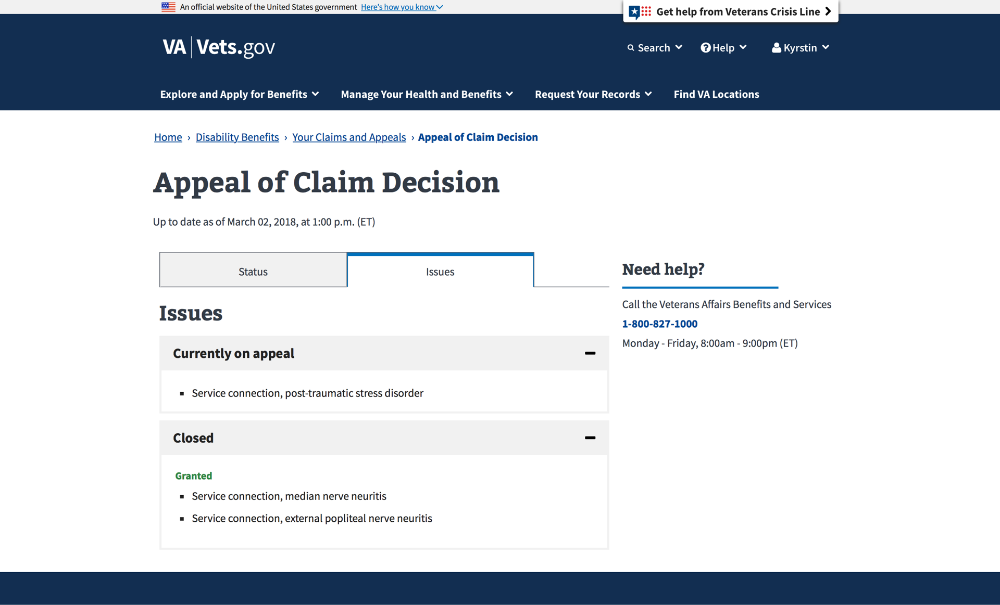 An official website of the United States government Here's how you know
Get help from Veterans Crisis Line
VA | Vets.gov
Search
Help
Kyrstin
Explore and Apply for Benefits
Manage Your Health and Benefits
Request Your Records
Find VA Locations
Home › Disability Benefits › Your Claims and Appeals › Appeal of Claim Decision
Appeal of Claim Decision
Up to date as of March 02, 2018, at 1:00 p.m. (ET)
Status
Issues
Issues
Currently on appeal
Service connection, post-traumatic stress disorder
Closed
Granted
Service connection, median nerve neuritis
Service connection, external popliteal nerve neuritis
Need help?
Call the Veterans Affairs Benefits and Services
1-800-827-1000
Monday - Friday, 8:00am - 9:00pm (ET)